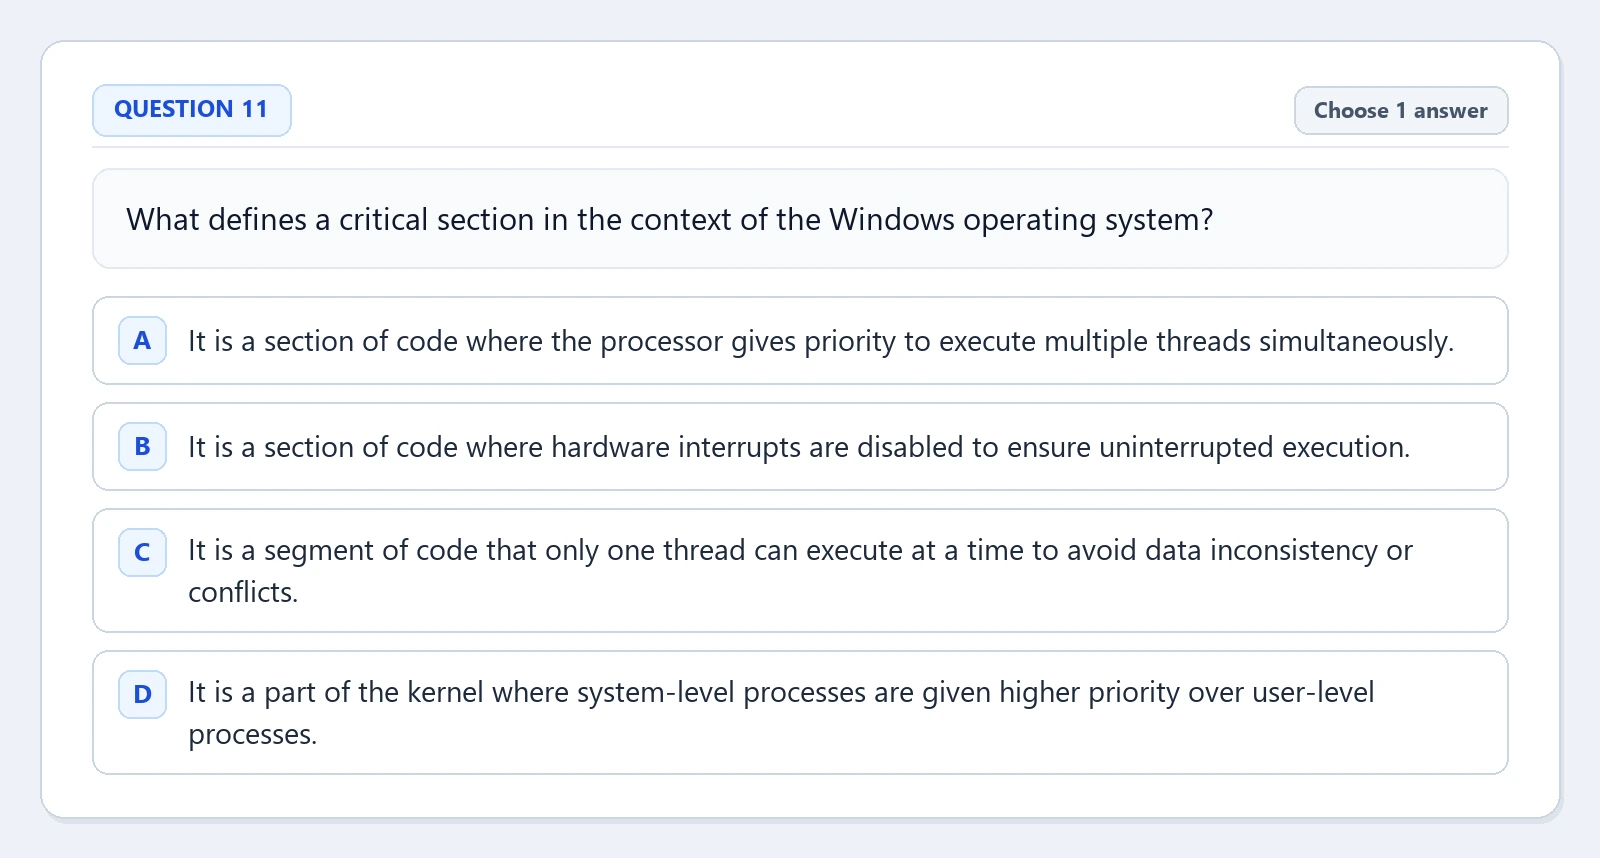 QUESTION 11
Choose 1 answer
What defines a critical section in the context of the Windows operating system?
A
It is a section of code where the processor gives priority to execute multiple threads simultaneously.
B
It is a section of code where hardware interrupts are disabled to ensure uninterrupted execution.
C
It is a segment of code that only one thread can execute at a time to avoid data inconsistency or
conflicts.
D
It is a part of the kernel where system-level processes are given higher priority over user-level
processes.